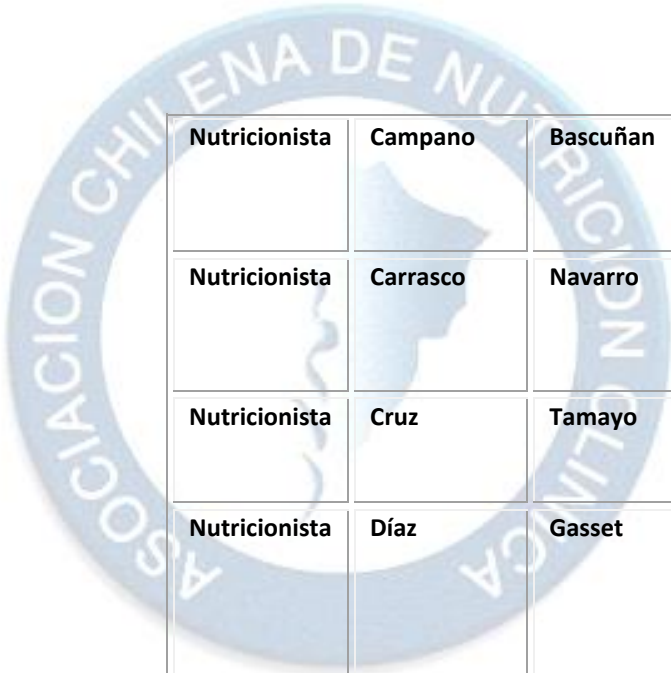 ASOCIACION CHILENA DE NUTRICION CLINICA
Nutricionista Campano Bascuñan
Nutricionista Carrasco Navarro
Nutricionista Cruz Tamayo
Nutricionista Díaz Gasset